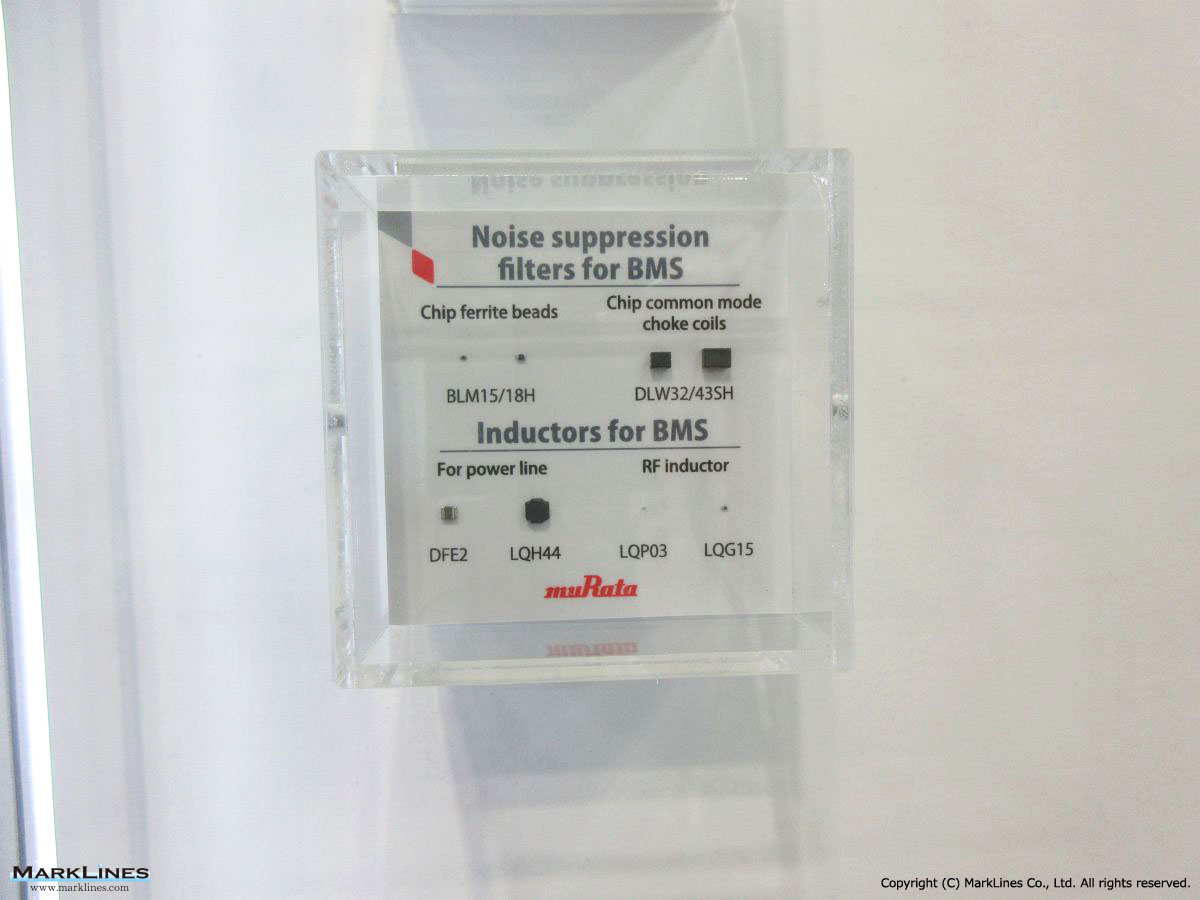 Noise suppression
filters for BMS
Chip ferrite beads
Chip common mode
choke coils
BLM15/18H
DLW32/43SH
Inductors for BMS
For power line
RF inductor
DFE2
LQH44
LQP03
LQG15
muRata
MARKLINES
www.marklines.com
Copyright (C) MarkLines Co., Ltd. All rights reserved.